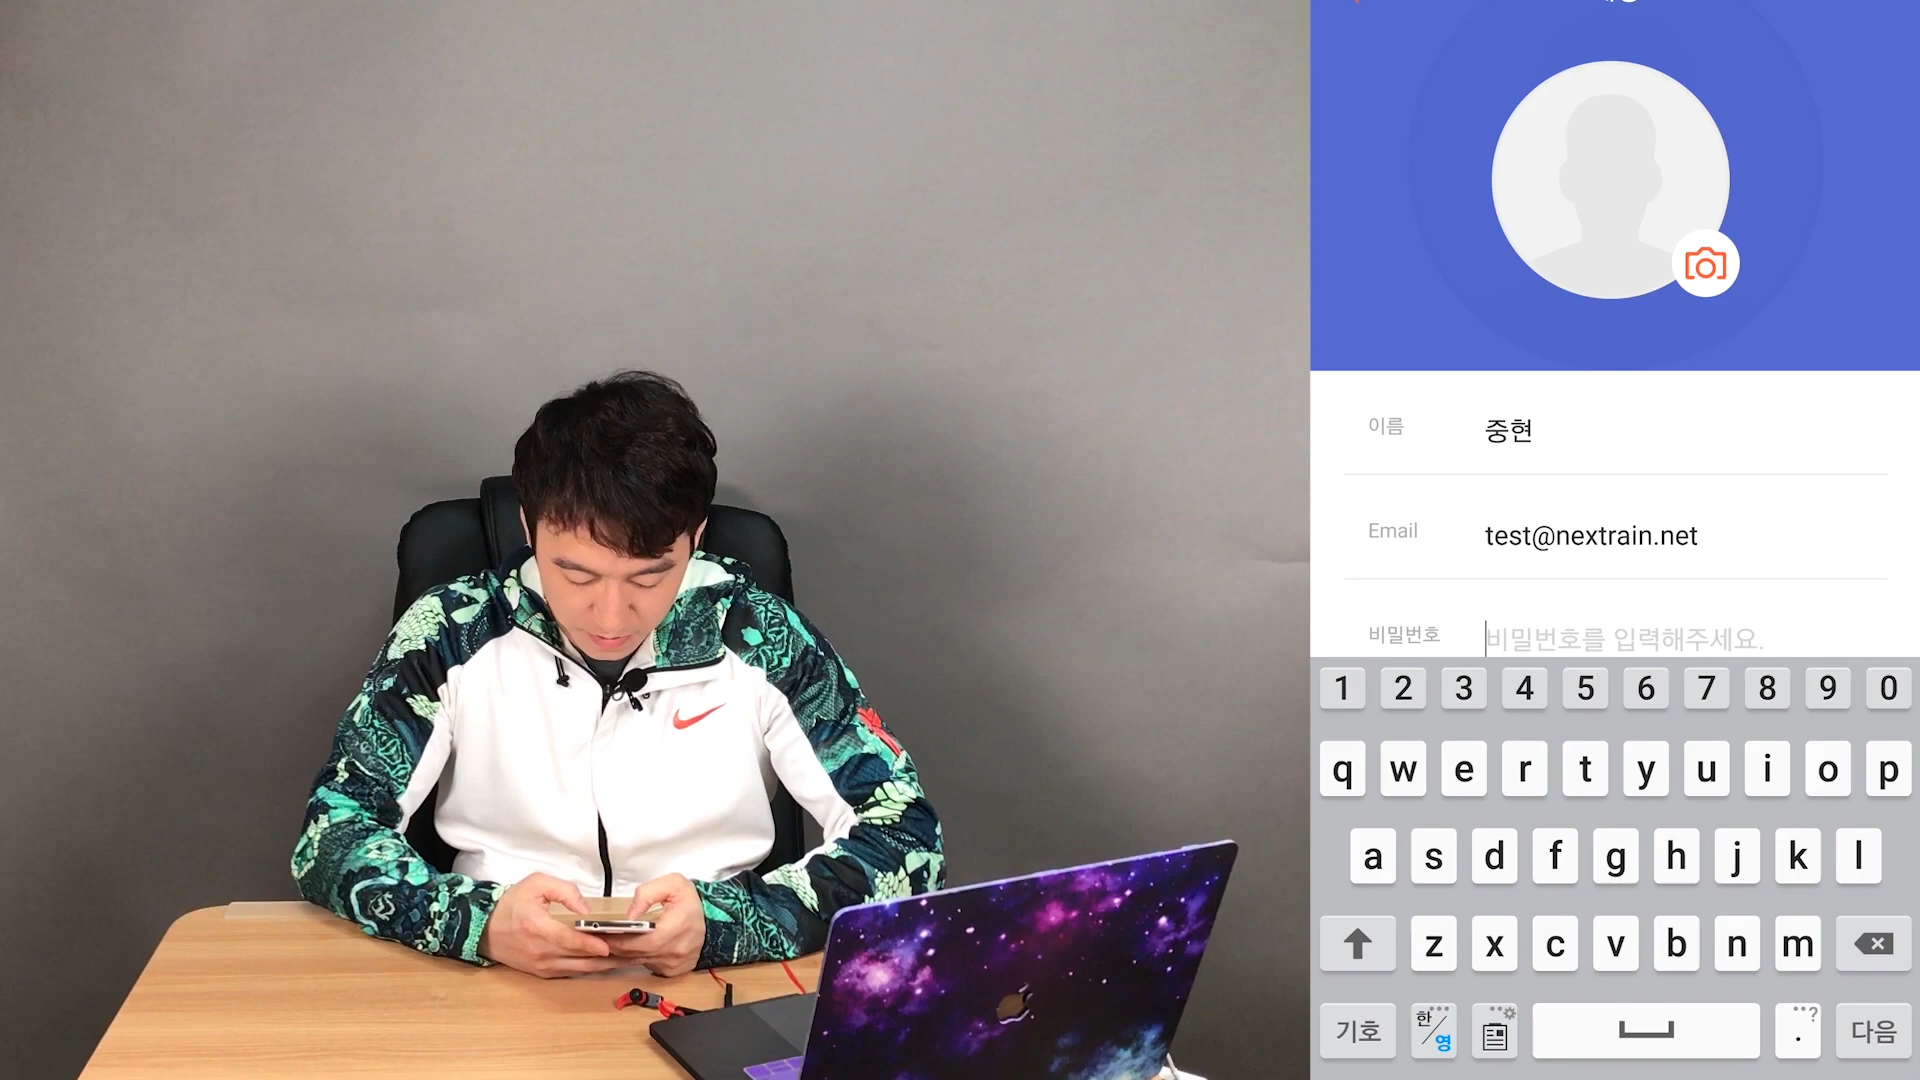 이름 중현
Email test@nextrain.net
비밀번호 비밀번호를 입력해주세요.
1 2 3 4 5 6 7 8 9 0
q w e r t y u i o p
a s d f g h j k l
z x c v b n m
기호 한/영 . ? 다음